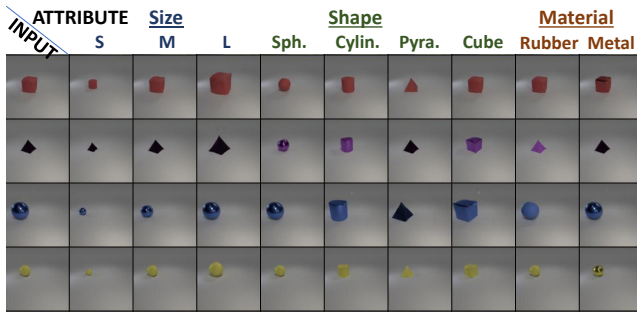 ATTRIBUTE Size Shape Material
INPUT S M L Sph. Cylin. Pyra. Cube Rubber Metal